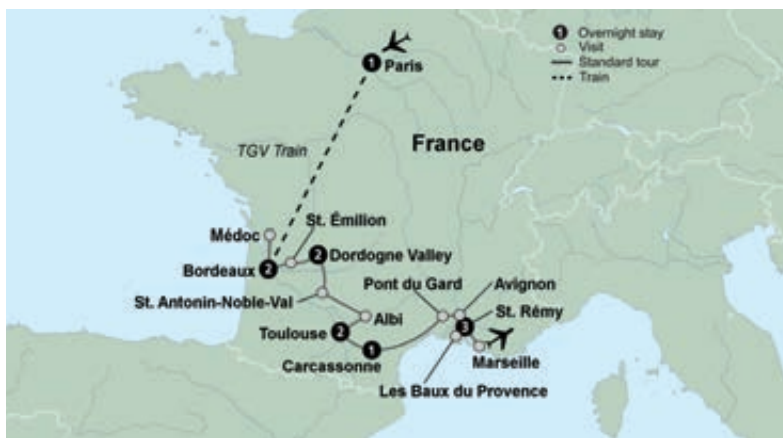 1 Overnight stay
Visit
Standard tour
Train
1 Paris
France
TGV Train
St. Émilion
Médoc
2 Dordogne Valley
Bordeaux 2
Pont du Gard
Avignon
St. Antonin-Noble-Val
3 St. Rémy
Albi
Toulouse 2
Marseille
1
Carcassonne
Les Baux du Provence